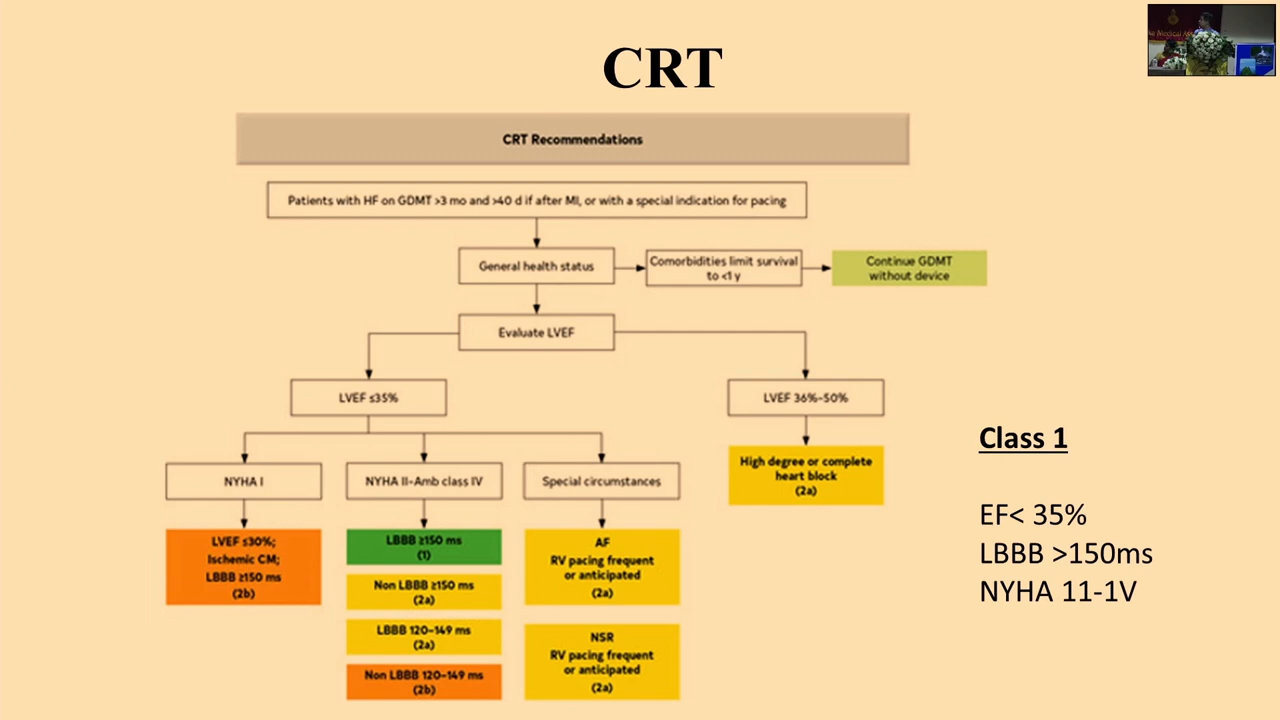 CRT
CRT Recommendations
Patients with HF on GDMT >3 mo and >40 d if after MI, or with a special indication for pacing
General health status
Comorbidities limit survival
to <1 y
Continue GDMT
without device
Evaluate LVEF
LVEF ≤35%
LVEF 36%-50%
NYHA I
NYHA II-Amb class IV
Special circumstances
High degree or complete
heart block
(2a)
LVEF ≤30%;
Ischemic CM;
LBBB ≥150 ms
(2b)
LBBB ≥150 ms
(1)
Non LBBB ≥150 ms
(2a)
LBBB 120-149 ms
(2a)
Non LBBB 120-149 ms
(2b)
AF
RV pacing frequent
or anticipated
(2a)
NSR
RV pacing frequent
or anticipated
(2a)
Class 1
EF< 35%
LBBB >150ms
NYHA 11-1V
Medical